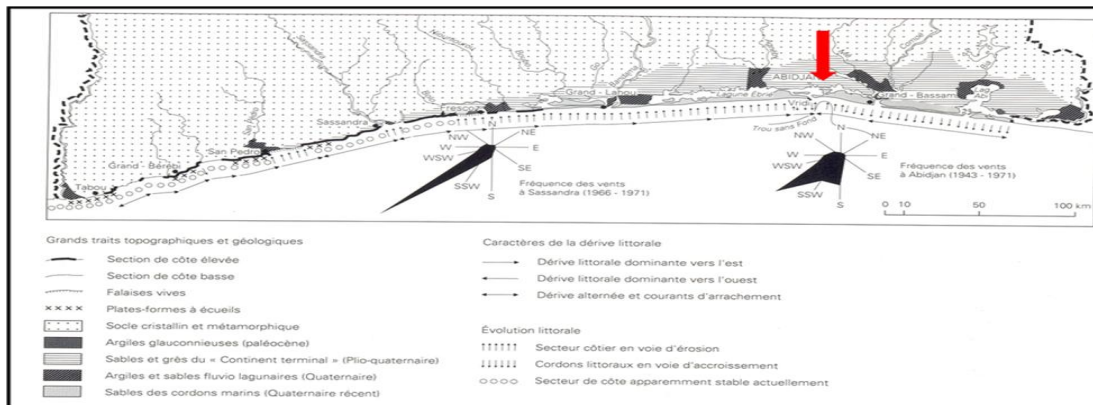 ABIDJAN
Grand-Lahou
Lagune Ebrié
Grand-Bassam
Fresco
Vridi
Sassandra
Trou sans Fond
San Pedro
Grand-Bérébi
Tabou
N
NW
NE
W
E
WSW
SE
SSW
S
Fréquence des vents
à Sassandra (1966 - 1971)
N
NW
NE
W
E
WSW
SE
SSW
S
Fréquence des vents
à Abidjan (1943 - 1971)
0 10 50 100 km
Grands traits topographiques et géologiques
Section de côte élevée
Section de côte basse
Falaises vives
Plates-formes à écueils
Socle cristallin et métamorphique
Argiles glauconnieuses (paléocène)
Sables et grès du « Continent terminal » (Plio-quaternaire)
Argiles et sables fluvio lagunaires (Quaternaire)
Sables des cordons marins (Quaternaire récent)
Caractères de la dérive littorale
Dérive littorale dominante vers l'est
Dérive littorale dominante vers l'ouest
Dérive alternée et courants d'arrachement
Évolution littorale
Secteur côtier en voie d'érosion
Cordons littoraux en voie d'accroissement
Secteur de côte apparemment stable actuellement